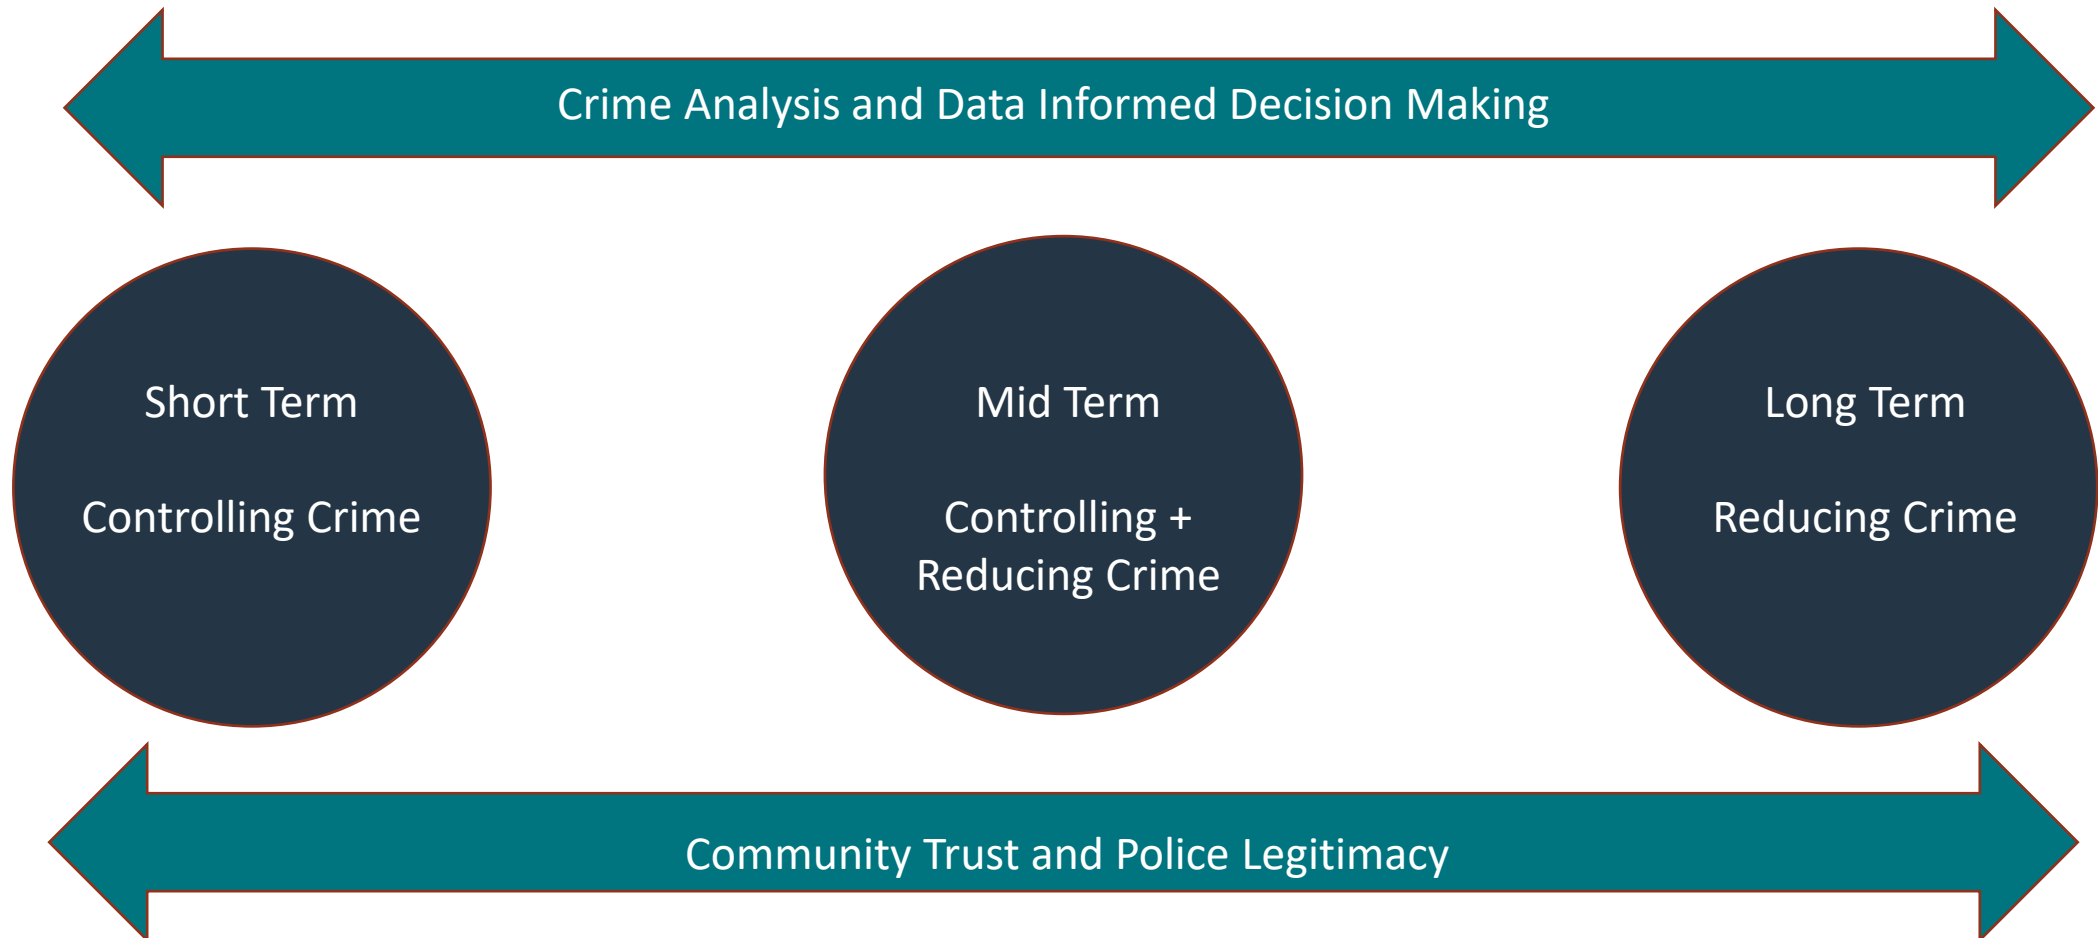 Crime Analysis and Data Informed Decision Making
Short Term
Controlling Crime
Mid Term
Controlling +
Reducing Crime
Long Term
Reducing Crime
Community Trust and Police Legitimacy